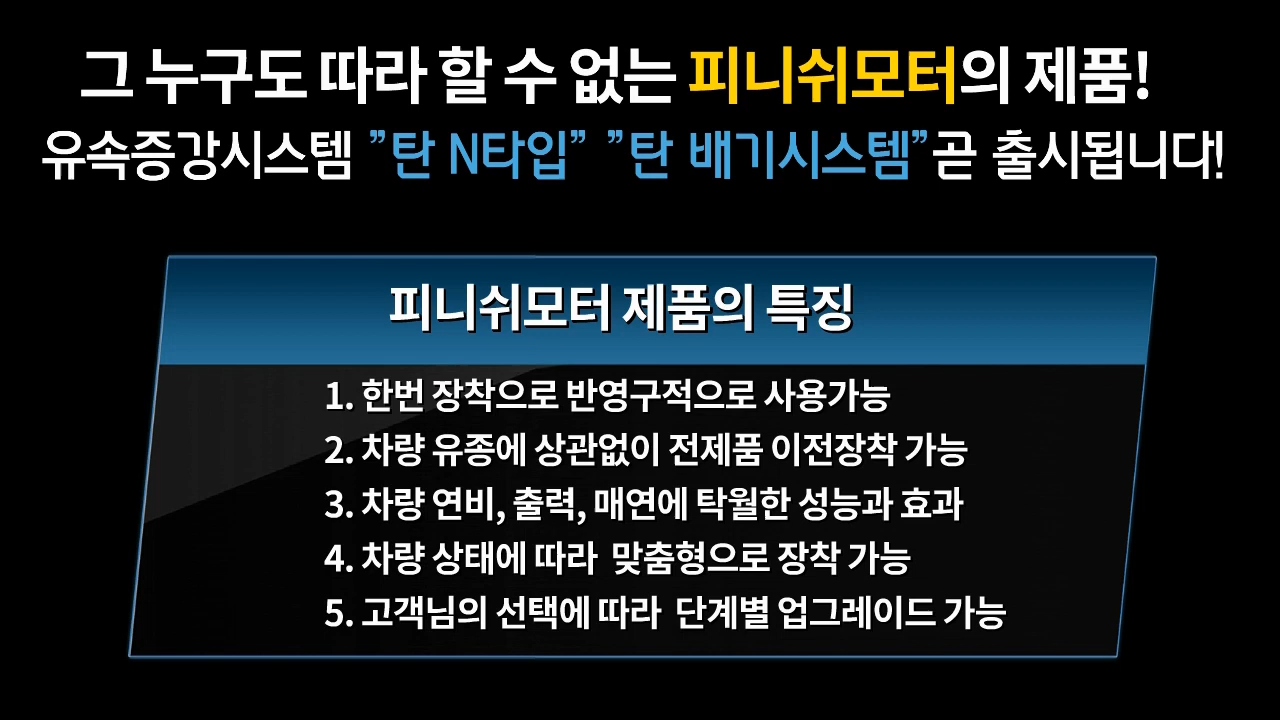 그 누구도 따라 할 수 없는 피니쉬모터의 제품!
유속증강시스템 ”탄 N타입” ”탄 배기시스템”곧 출시됩니다!
피니쉬모터 제품의 특징
1. 한번 장착으로 반영구적으로 사용가능
2. 차량 유종에 상관없이 전제품 이전장착 가능
3. 차량 연비, 출력, 매연에 탁월한 성능과 효과
4. 차량 상태에 따라 맞춤형으로 장착 가능
5. 고객님의 선택에 따라 단계별 업그레이드 가능